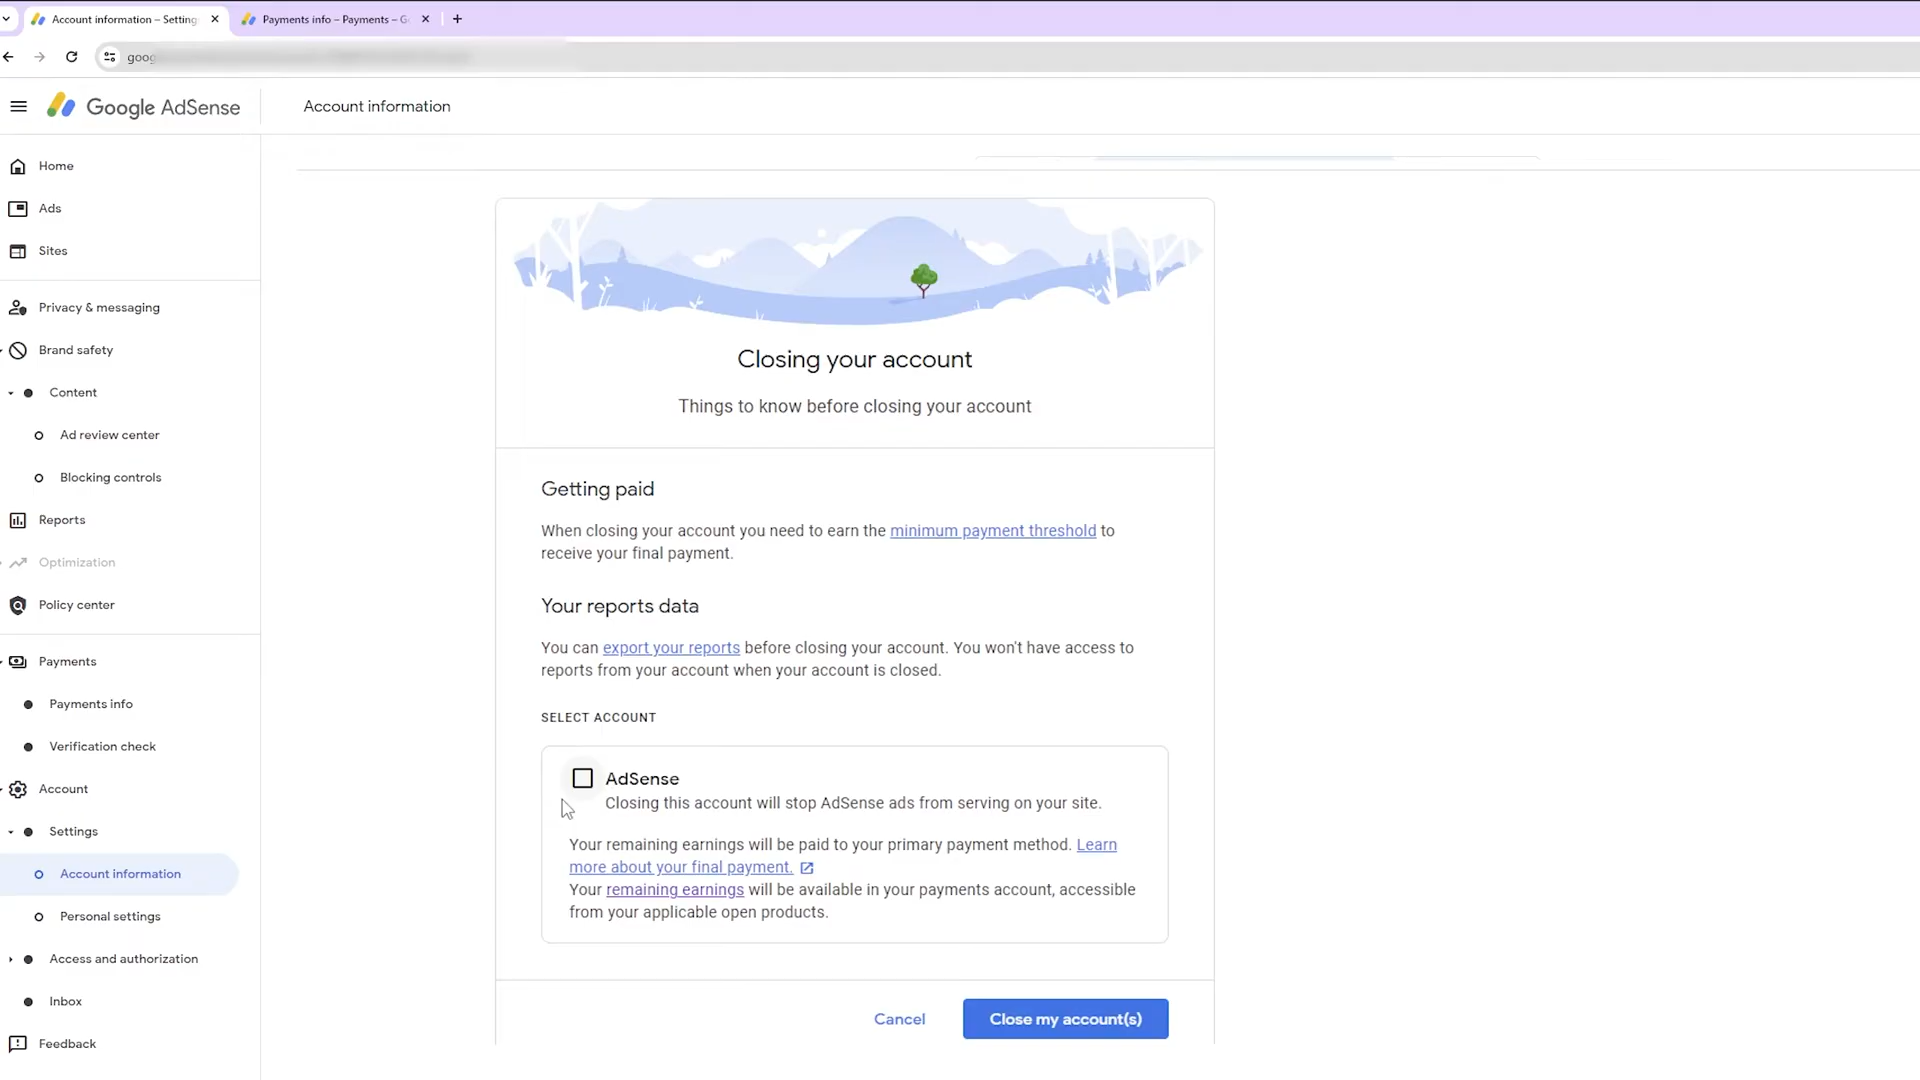 Account information – Setting
Payments info – Payments – G
goog
Google AdSense
Account information
Home
Ads
Sites
Privacy & messaging
Brand safety
Content
Ad review center
Blocking controls
Reports
Optimization
Policy center
Payments
Payments info
Verification check
Account
Settings
Account information
Personal settings
Access and authorization
Inbox
Feedback
Closing your account
Things to know before closing your account
Getting paid
When closing your account you need to earn the minimum payment threshold to
receive your final payment.
Your reports data
You can export your reports before closing your account. You won't have access to
reports from your account when your account is closed.
SELECT ACCOUNT
AdSense
Closing this account will stop AdSense ads from serving on your site.
Your remaining earnings will be paid to your primary payment method. Learn
more about your final payment.
Your remaining earnings will be available in your payments account, accessible
from your applicable open products.
Cancel
Close my account(s)